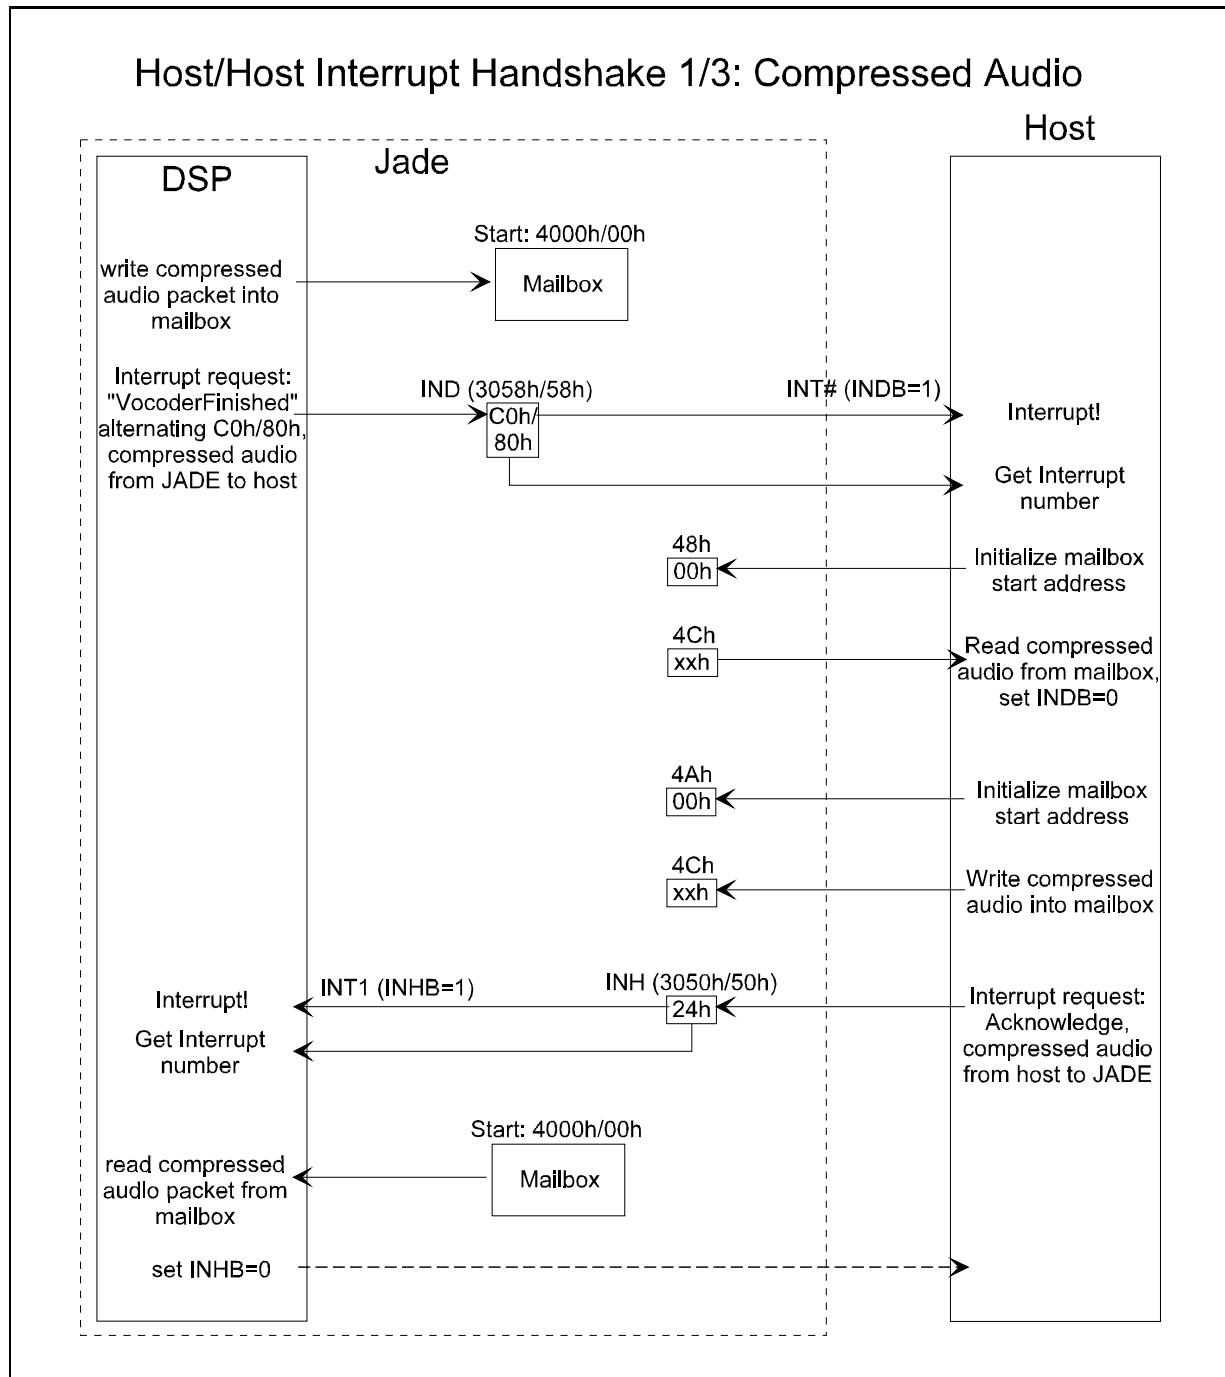 Host/Host Interrupt Handshake 1/3: Compressed Audio
Host
Jade
DSP
Start: 4000h/00h
write compressed
audio packet into
mailbox
Mailbox
Interrupt request:
"VocoderFinished"
alternating C0h/80h,
compressed audio
from JADE to host
IND (3058h/58h)
C0h/
80h
INT# (INDB=1)
Interrupt!
Get Interrupt
number
48h
00h
Initialize mailbox
start address
4Ch
xxh
Read compressed
audio from mailbox,
set INDB=0
4Ah
00h
Initialize mailbox
start address
4Ch
xxh
Write compressed
audio into mailbox
Interrupt!
INT1 (INHB=1)
INH (3050h/50h)
24h
Interrupt request:
Acknowledge,
compressed audio
from host to JADE
Get Interrupt
number
Start: 4000h/00h
Mailbox
read compressed
audio packet from
mailbox
set INHB=0